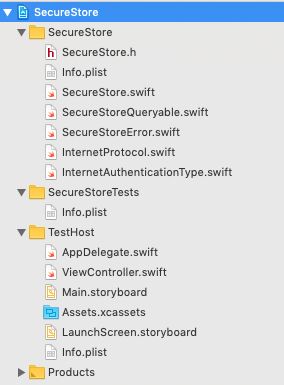 SecureStore
SecureStore
SecureStore.h
Info.plist
SecureStore.swift
SecureStoreQueryable.swift
SecureStoreError.swift
InternetProtocol.swift
InternetAuthenticationType.swift
SecureStoreTests
Info.plist
TestHost
AppDelegate.swift
ViewController.swift
Main.storyboard
Assets.xcassets
LaunchScreen.storyboard
Info.plist
Products